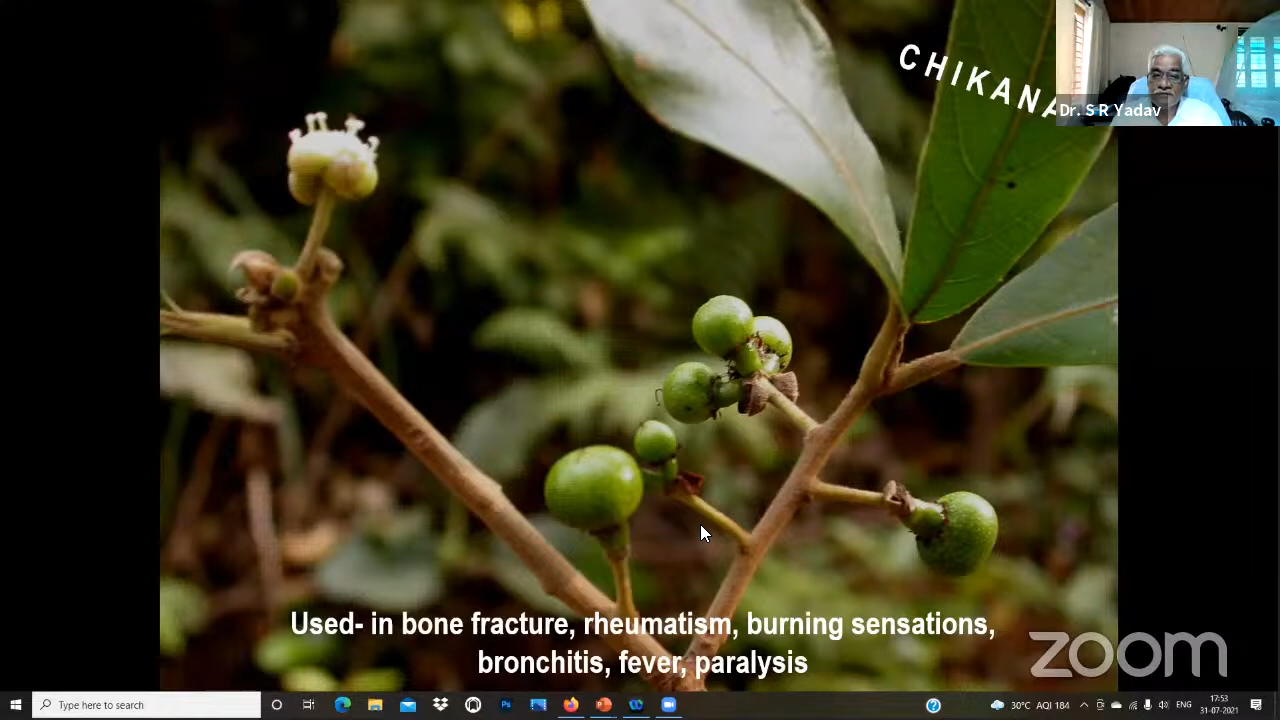 CHIKANA
Dr. S R Yadav
Used- in bone fracture, rheumatism, burning sensations,
bronchitis, fever, paralysis
zoom
Type here to search
30°C AQI 184
ENG
17:53
31-07-2021